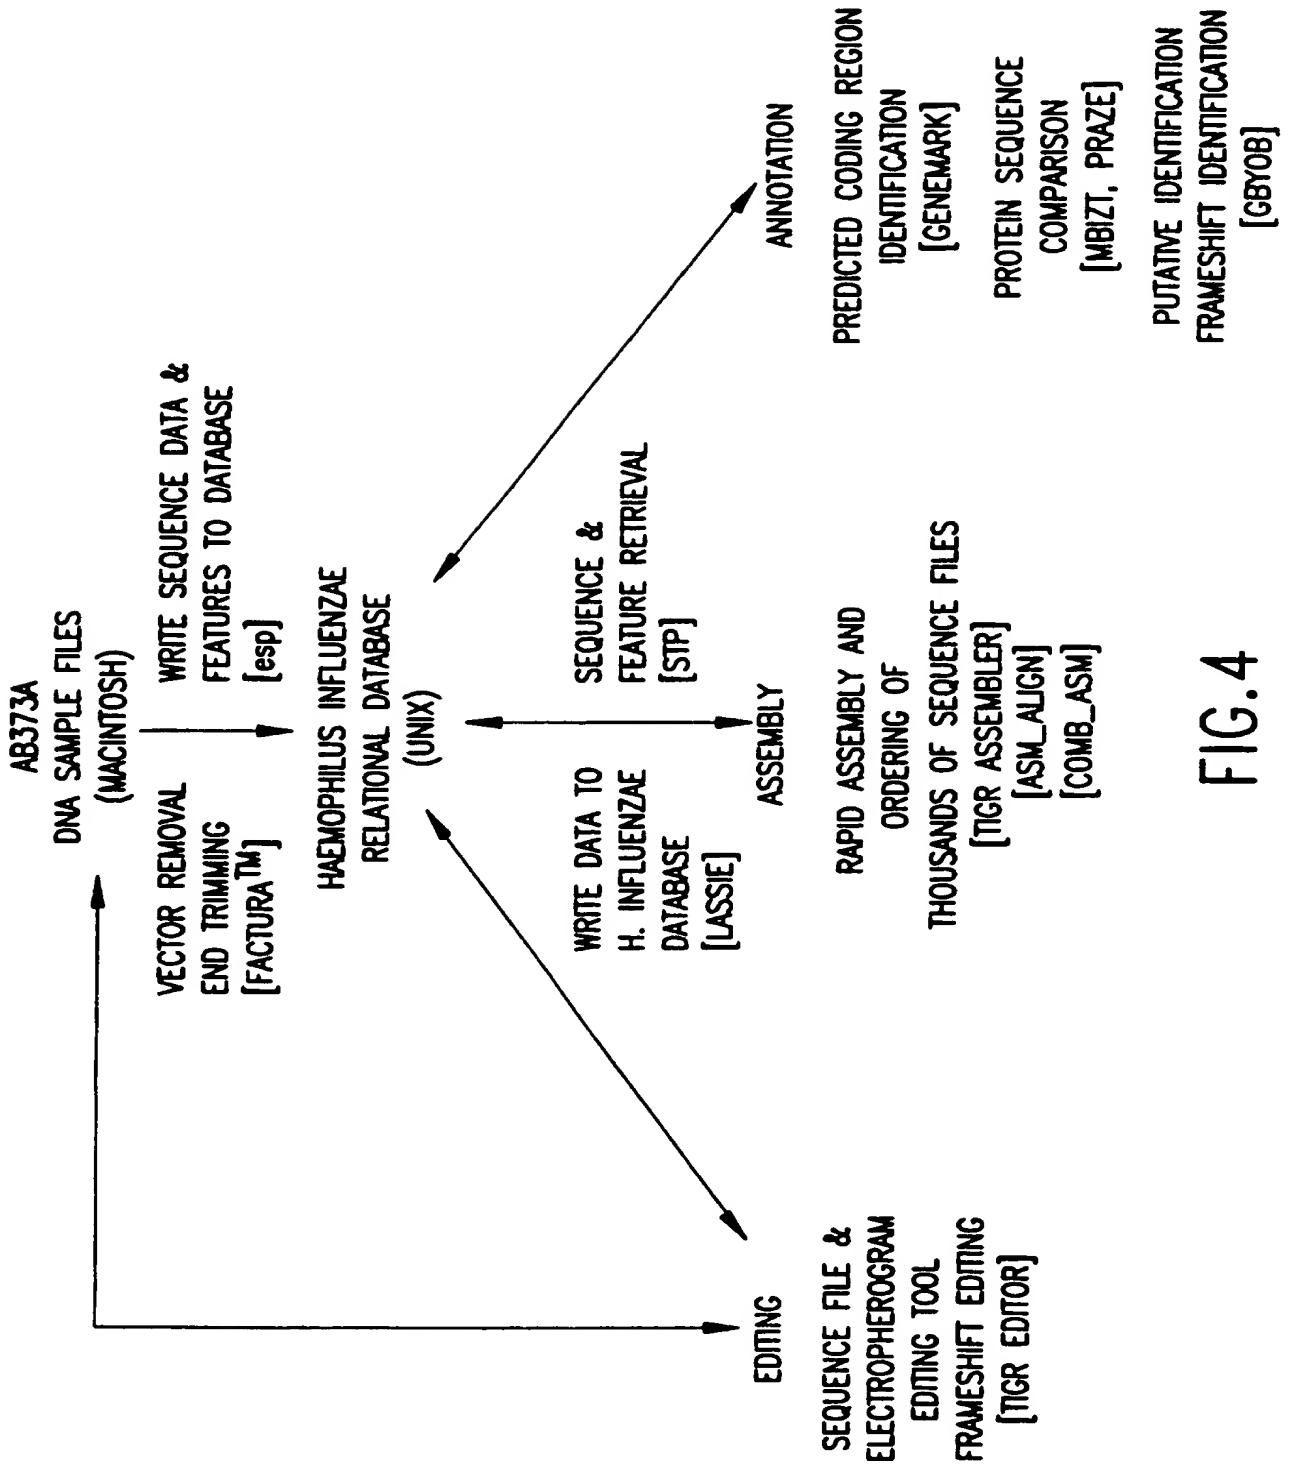 AB373A
DNA SAMPLE FILES
(MACINTOSH)
VECTOR REMOVAL
END TRIMMING
[FACTURA™]
WRITE SEQUENCE DATA &
FEATURES TO DATABASE
[esp]
HAEMOPHILUS INFLUENZAE
RELATIONAL DATABASE
(UNIX)
WRITE DATA TO
H. INFLUENZAE
DATABASE
[LASSIE]
SEQUENCE &
FEATURE RETRIEVAL
[STP]
EDITING
SEQUENCE FILE &
ELECTROPHEROGRAM
EDITING TOOL
FRAMESHIFT EDITING
[TIGR EDITOR]
ASSEMBLY
RAPID ASSEMBLY AND
ORDERING OF
THOUSANDS OF SEQUENCE FILES
[TIGR ASSEMBLER]
[ASM_ALIGN]
[COMB_ASM]
ANNOTATION
PREDICTED CODING REGION
IDENTIFICATION
[GENEMARK]
PROTEIN SEQUENCE
COMPARISON
[MBIZT, PRAZE]
PUTATIVE IDENTIFICATION
FRAMESHIFT IDENTIFICATION
[GBYOB]
FIG.4